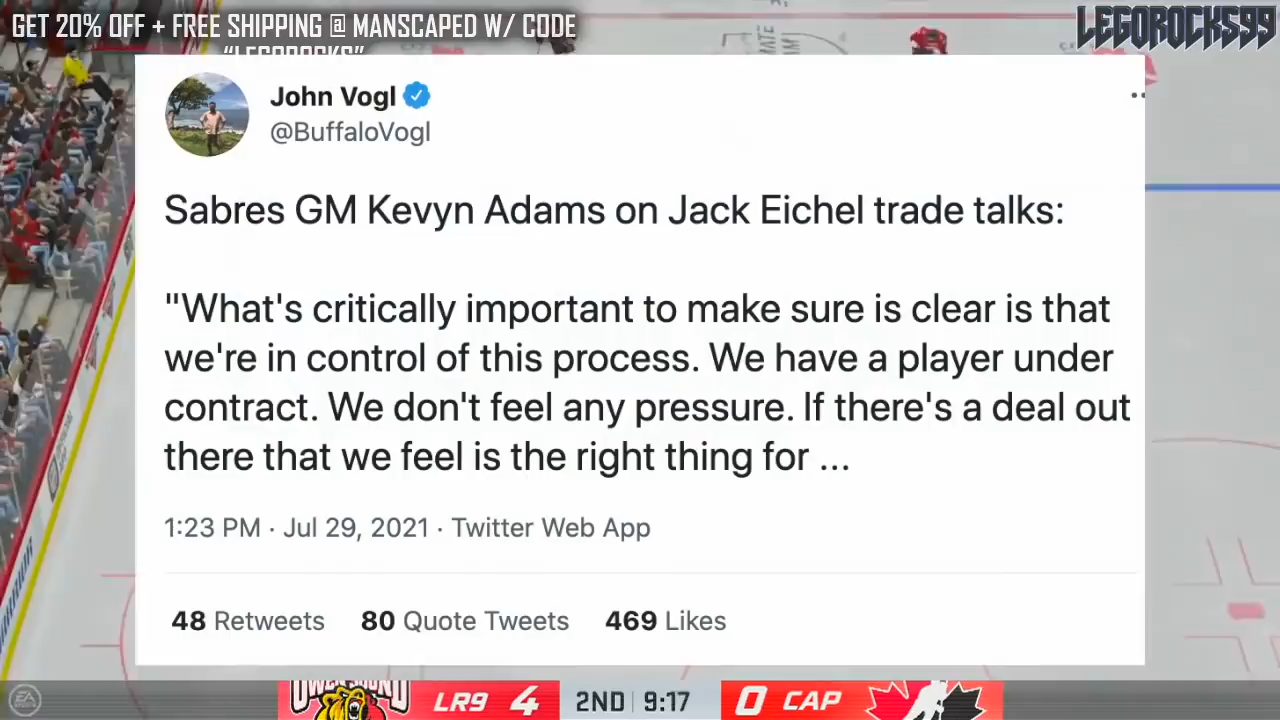 GET 20% OFF + FREE SHIPPING @ MANSCAPED W/ CODE
"LEGOROCKS"
LEGOROCKS99
John Vogl
@BuffaloVogl
Sabres GM Kevyn Adams on Jack Eichel trade talks:
"What's critically important to make sure is clear is that
we're in control of this process. We have a player under
contract. We don't feel any pressure. If there's a deal out
there that we feel is the right thing for ...
1:23 PM · Jul 29, 2021 · Twitter Web App
48 Retweets 80 Quote Tweets 469 Likes
EA
OWEN SOUND
LR9 4 2ND 9:17 0 CAP